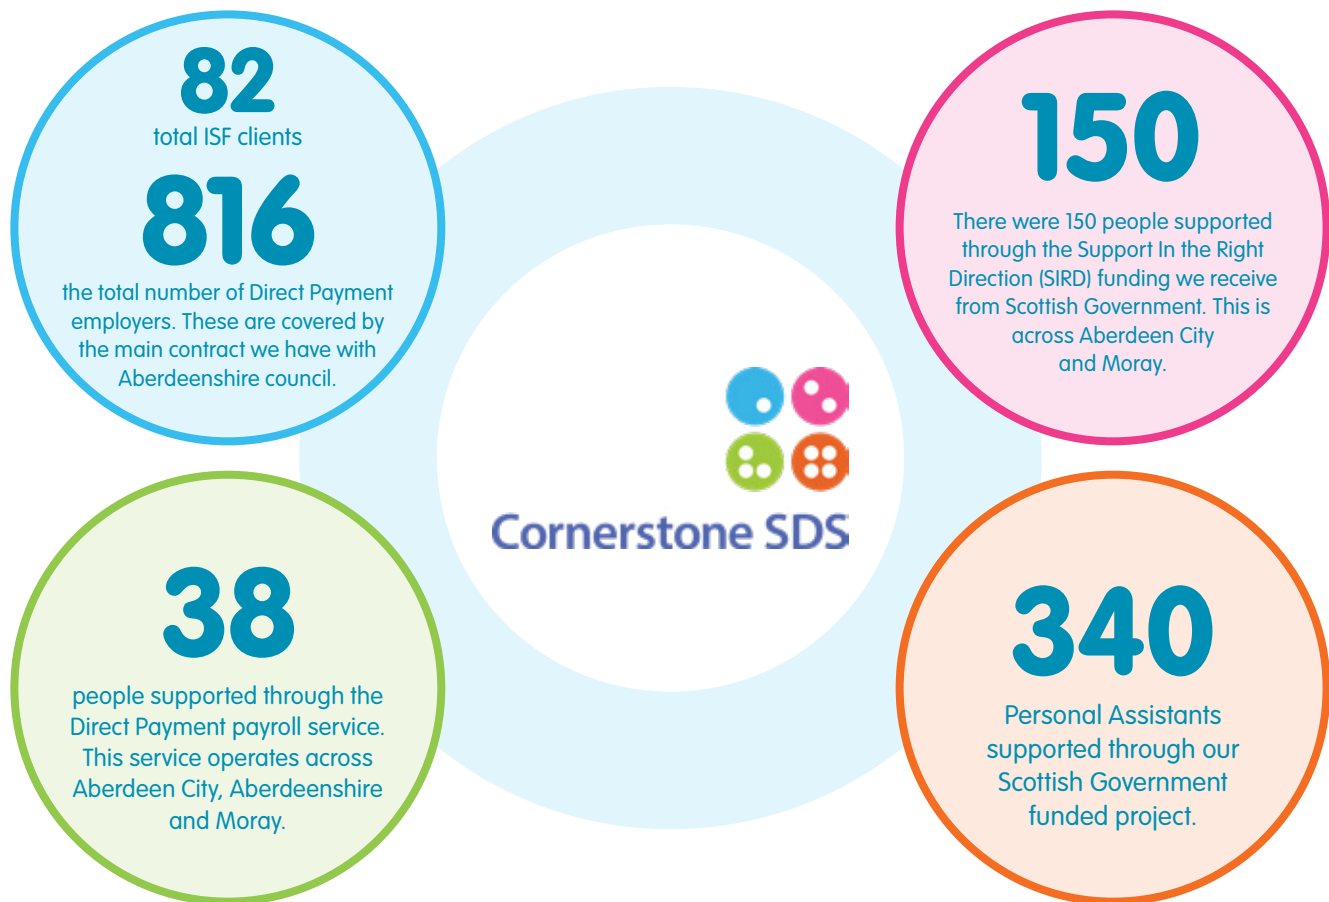 82
total ISF clients
816
the total number of Direct Payment
employers. These are covered by
the main contract we have with
Aberdeenshire council.
150
There were 150 people supported
through the Support In the Right
Direction (SIRD) funding we receive
from Scottish Government. This is
across Aberdeen City
and Moray.
Cornerstone SDS
38
people supported through the
Direct Payment payroll service.
This service operates across
Aberdeen City, Aberdeenshire
and Moray.
340
Personal Assistants
supported through our
Scottish Government
funded project.